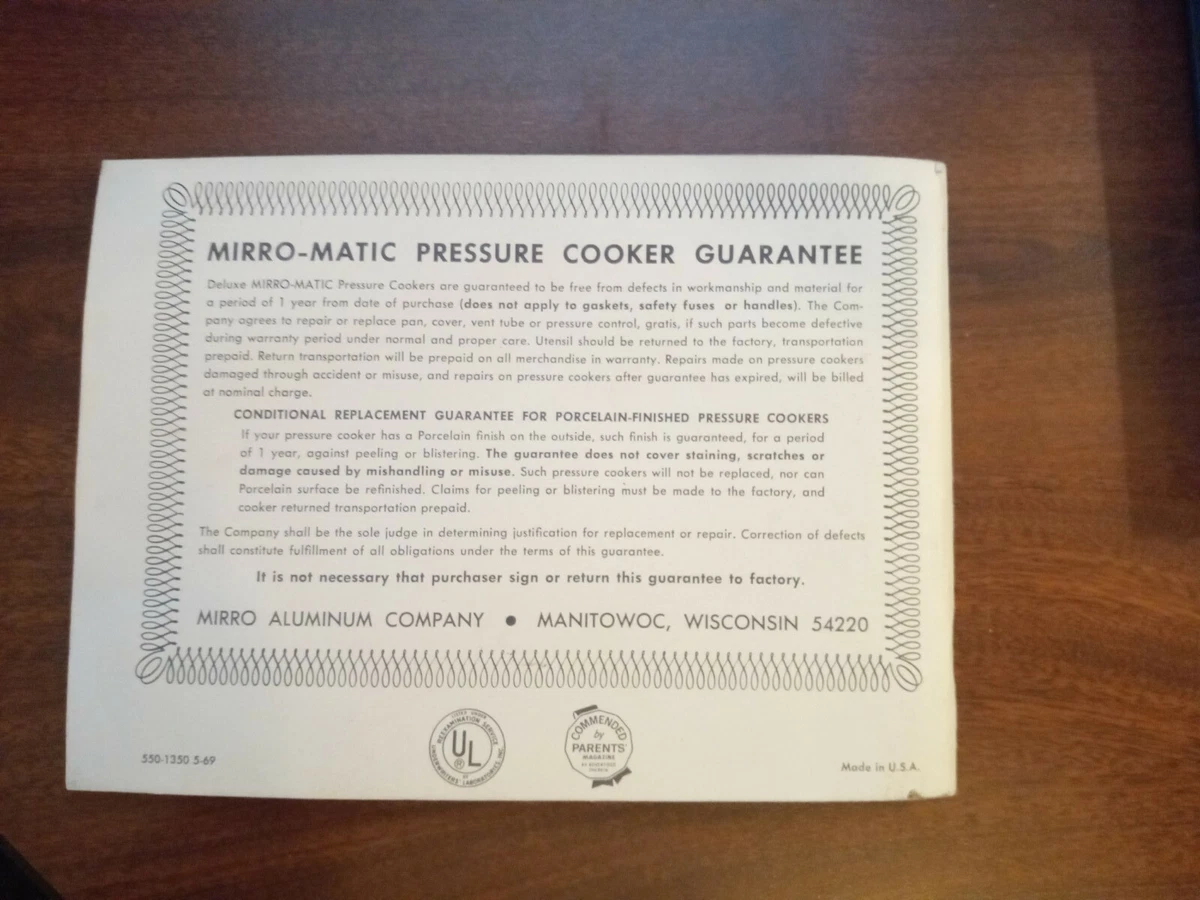 MIRRO-MATIC PRESSURE COOKER GUARANTEE
Deluxe MIRRO-MATIC Pressure Cookers are guaranteed to be free from defects in workmanship and material for
a period of 1 year from date of purchase (does not apply to gaskets, safety fuses or handles). The Com-
pany agrees to repair or replace pan, cover, vent tube or pressure control, gratis, if such parts become defective
during warranty period under normal and proper care. Utensil should be returned to the factory, transportation
prepaid. Return transportation will be prepaid on all merchandise in warranty. Repairs made on pressure cookers
damaged through accident or misuse, and repairs on pressure cookers after guarantee has expired, will be billed
at nominal charge.
CONDITIONAL REPLACEMENT GUARANTEE FOR PORCELAIN-FINISHED PRESSURE COOKERS
If your pressure cooker has a Porcelain finish on the outside, such finish is guaranteed, for a period
of 1 year, against peeling or blistering. The guarantee does not cover staining, scratches or
damage caused by mishandling or misuse. Such pressure cookers will not be replaced, nor can
Porcelain surface be refinished. Claims for peeling or blistering must be made to the factory, and
cooker returned transportation prepaid.
The Company shall be the sole judge in determining justification for replacement or repair. Correction of defects
shall constitute fulfillment of all obligations under the terms of this guarantee.
It is not necessary that purchaser sign or return this guarantee to factory.
MIRRO ALUMINUM COMPANY • MANITOWOC, WISCONSIN 54220
LISTED UNDER
REEXAMINATION SERVICE
UL
®
BY
UNDERWRITERS' LABORATORIES, INC.
COMMENDED
by
PARENTS'
MAGAZINE
550-1350 5-69
Made in U.S.A.